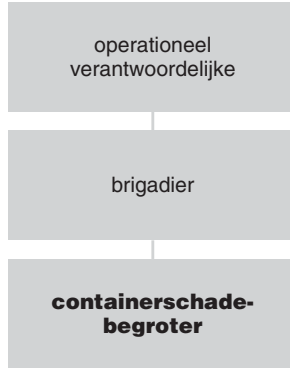 operationeel
verantwoordelijke
brigadier
containerschade-
begroter